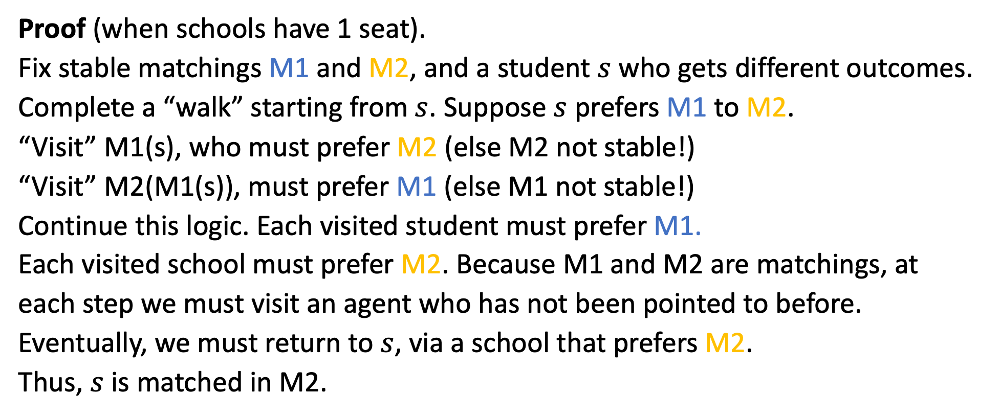 Proof (when schools have 1 seat).
Fix stable matchings M1 and M2, and a student s who gets different outcomes.
Complete a “walk” starting from s. Suppose s prefers M1 to M2.
“Visit” M1(s), who must prefer M2 (else M2 not stable!)
“Visit” M2(M1(s)), must prefer M1 (else M1 not stable!)
Continue this logic. Each visited student must prefer M1.
Each visited school must prefer M2. Because M1 and M2 are matchings, at
each step we must visit an agent who has not been pointed to before.
Eventually, we must return to s, via a school that prefers M2.
Thus, s is matched in M2.